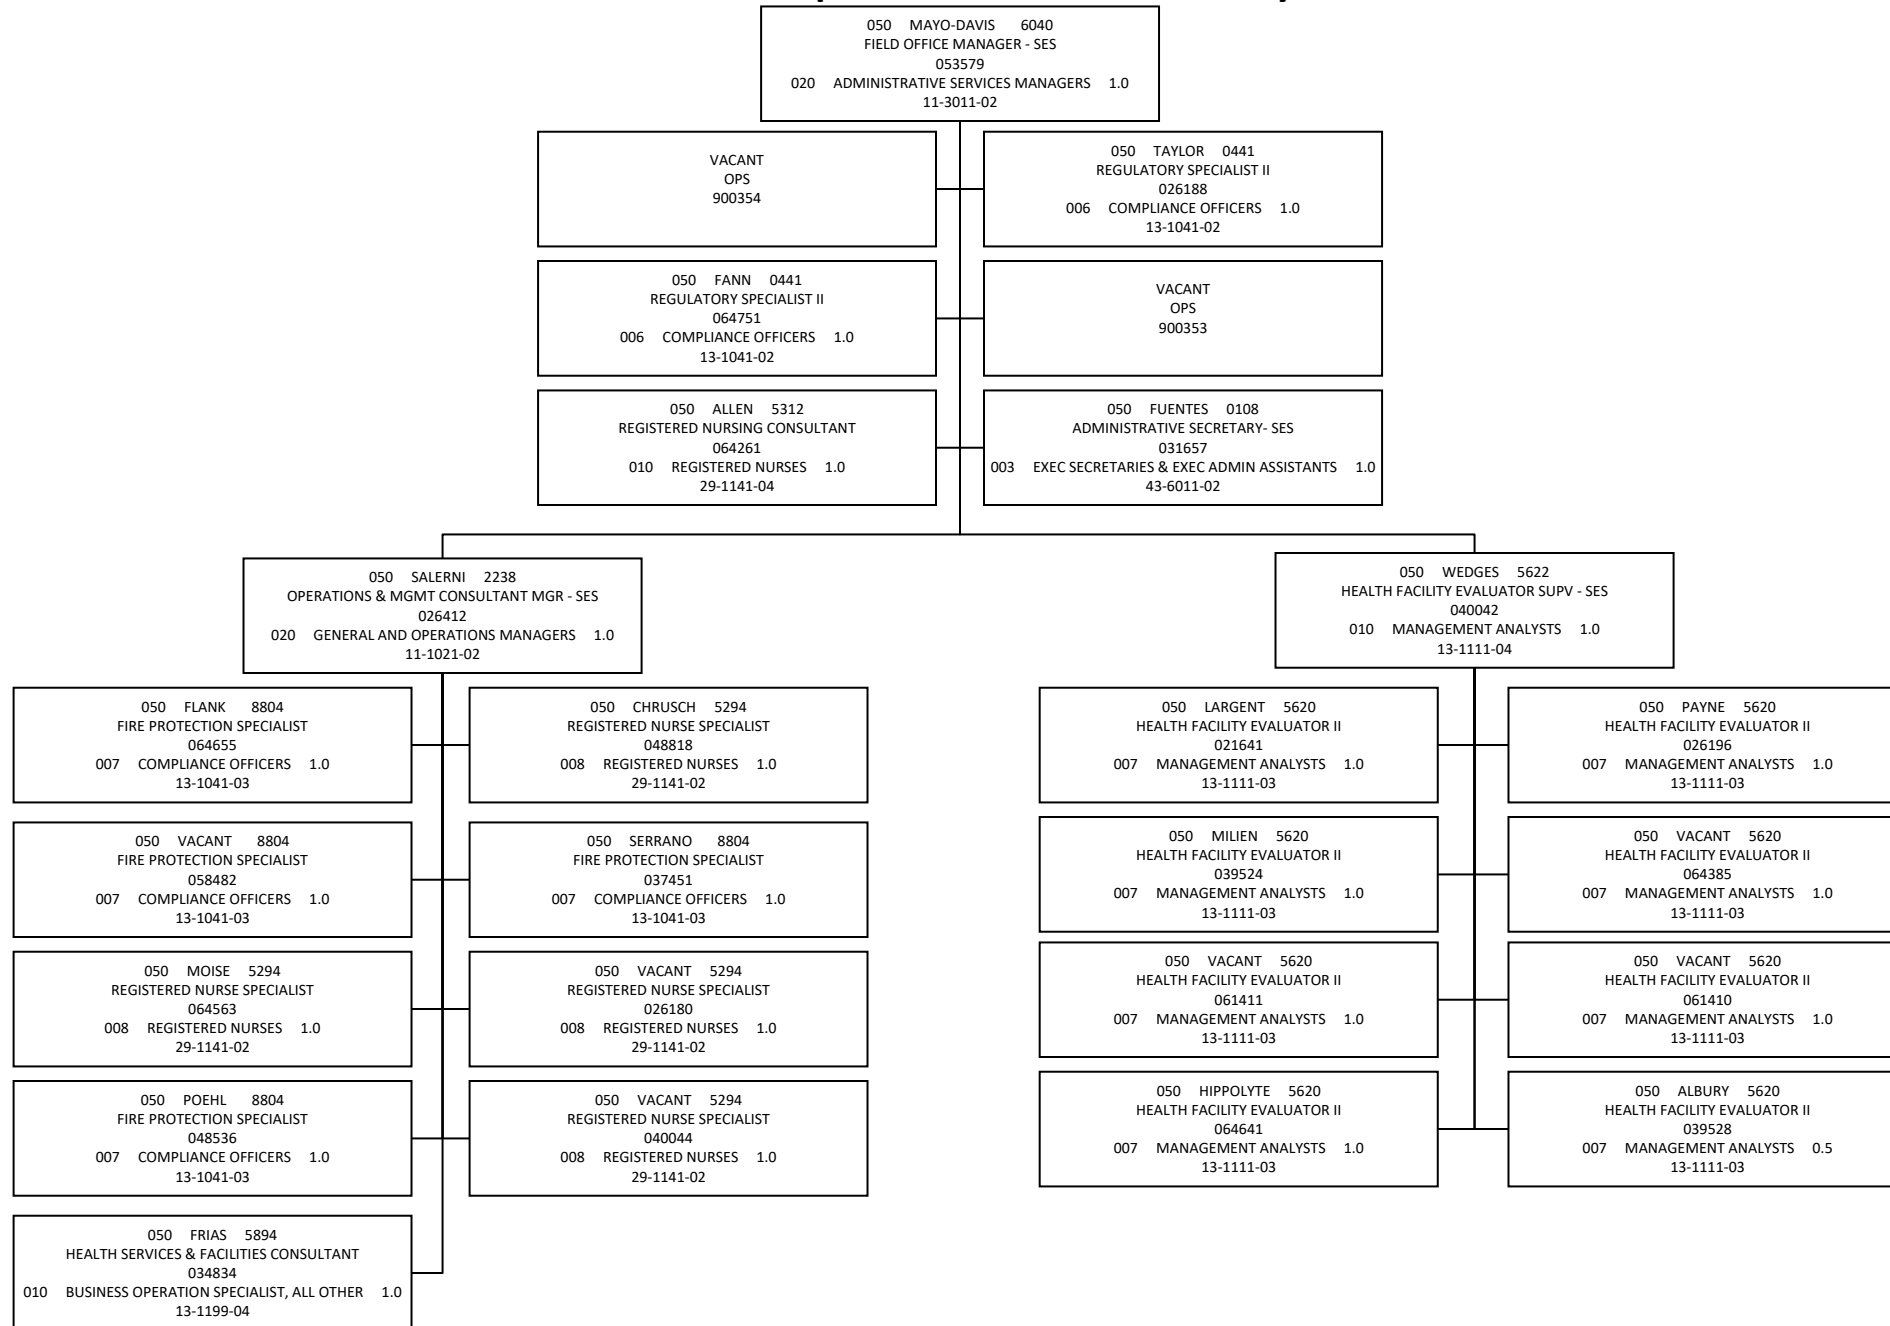 050 MAYO-DAVIS 6040
FIELD OFFICE MANAGER - SES
053579
020 ADMINISTRATIVE SERVICES MANAGERS 1.0
11-3011-02
VACANT
OPS
900354
050 TAYLOR 0441
REGULATORY SPECIALIST II
026188
006 COMPLIANCE OFFICERS 1.0
13-1041-02
050 FANN 0441
REGULATORY SPECIALIST II
064751
006 COMPLIANCE OFFICERS 1.0
13-1041-02
VACANT
OPS
900353
050 ALLEN 5312
REGISTERED NURSING CONSULTANT
064261
010 REGISTERED NURSES 1.0
29-1141-04
050 FUENTES 0108
ADMINISTRATIVE SECRETARY- SES
031657
003 EXEC SECRETARIES & EXEC ADMIN ASSISTANTS 1.0
43-6011-02
050 SALERNI 2238
OPERATIONS & MGMT CONSULTANT MGR - SES
026412
020 GENERAL AND OPERATIONS MANAGERS 1.0
11-1021-02
050 FLANK 8804
FIRE PROTECTION SPECIALIST
064655
007 COMPLIANCE OFFICERS 1.0
13-1041-03
050 CHRUSCH 5294
REGISTERED NURSE SPECIALIST
048818
008 REGISTERED NURSES 1.0
29-1141-02
050 VACANT 8804
FIRE PROTECTION SPECIALIST
058482
007 COMPLIANCE OFFICERS 1.0
13-1041-03
050 SERRANO 8804
FIRE PROTECTION SPECIALIST
037451
007 COMPLIANCE OFFICERS 1.0
13-1041-03
050 MOISE 5294
REGISTERED NURSE SPECIALIST
064563
008 REGISTERED NURSES 1.0
29-1141-02
050 VACANT 5294
REGISTERED NURSE SPECIALIST
026180
008 REGISTERED NURSES 1.0
29-1141-02
050 POEHL 8804
FIRE PROTECTION SPECIALIST
048536
007 COMPLIANCE OFFICERS 1.0
13-1041-03
050 VACANT 5294
REGISTERED NURSE SPECIALIST
040044
008 REGISTERED NURSES 1.0
29-1141-02
050 FRIAS 5894
HEALTH SERVICES & FACILITIES CONSULTANT
034834
010 BUSINESS OPERATION SPECIALIST, ALL OTHER 1.0
13-1199-04
050 WEDGES 5622
HEALTH FACILITY EVALUATOR SUPV - SES
040042
010 MANAGEMENT ANALYSTS 1.0
13-1111-04
050 LARGENT 5620
HEALTH FACILITY EVALUATOR II
021641
007 MANAGEMENT ANALYSTS 1.0
13-1111-03
050 PAYNE 5620
HEALTH FACILITY EVALUATOR II
026196
007 MANAGEMENT ANALYSTS 1.0
13-1111-03
050 MILIEN 5620
HEALTH FACILITY EVALUATOR II
039524
007 MANAGEMENT ANALYSTS 1.0
13-1111-03
050 VACANT 5620
HEALTH FACILITY EVALUATOR II
064385
007 MANAGEMENT ANALYSTS 1.0
13-1111-03
050 VACANT 5620
HEALTH FACILITY EVALUATOR II
061411
007 MANAGEMENT ANALYSTS 1.0
13-1111-03
050 VACANT 5620
HEALTH FACILITY EVALUATOR II
061410
007 MANAGEMENT ANALYSTS 1.0
13-1111-03
050 HIPPOLYTE 5620
HEALTH FACILITY EVALUATOR II
064641
007 MANAGEMENT ANALYSTS 1.0
13-1111-03
050 ALBURY 5620
HEALTH FACILITY EVALUATOR II
039528
007 MANAGEMENT ANALYSTS 0.5
13-1111-03